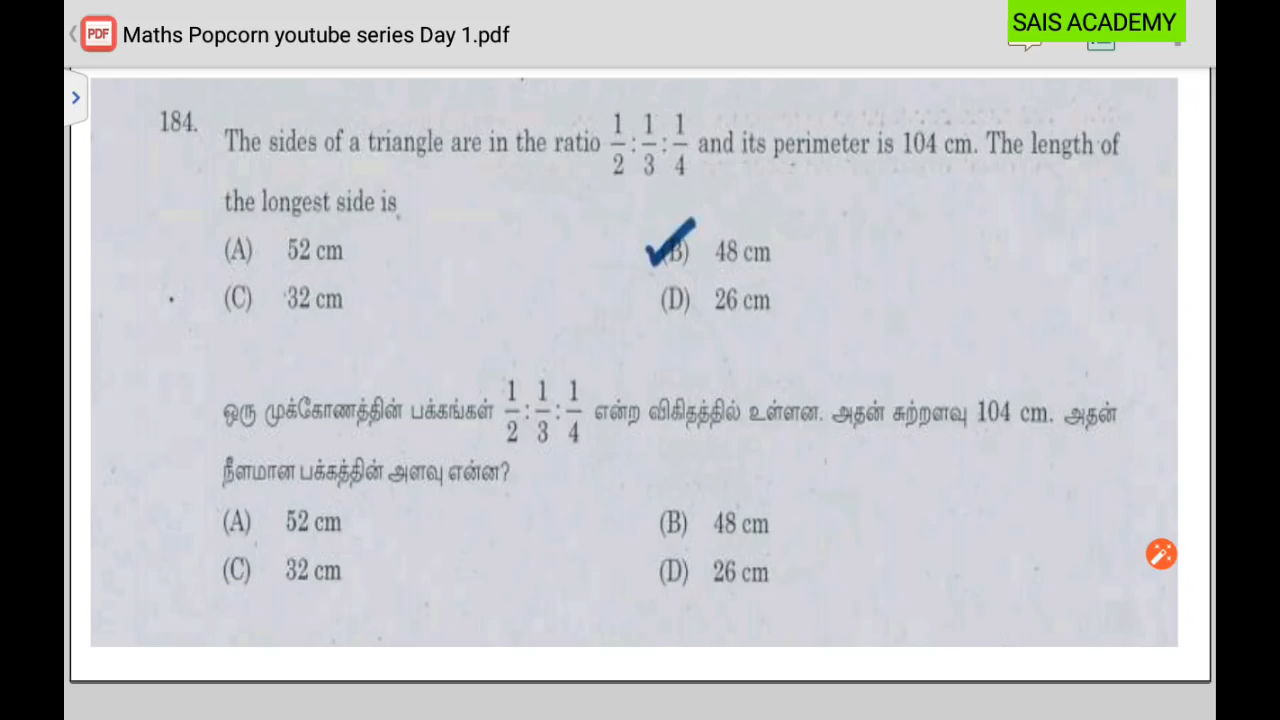 Maths Popcorn youtube series Day 1.pdf
SAIS ACADEMY
PDF
184. The sides of a triangle are in the ratio 1/2 : 1/3 : 1/4 and its perimeter is 104 cm. The length of
the longest side is
(A) 52 cm (B) 48 cm
(C) 32 cm (D) 26 cm
ஒரு முக்கோணத்தின் பக்கங்கள் 1/2 : 1/3 : 1/4 என்ற விகிதத்தில் உள்ளன. அதன் சுற்றளவு 104 cm. அதன்
நீளமான பக்கத்தின் அளவு என்ன?
(A) 52 cm (B) 48 cm
(C) 32 cm (D) 26 cm